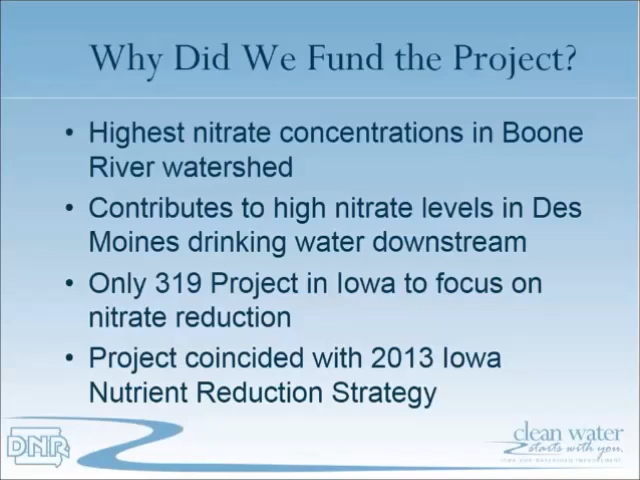 Why Did We Fund the Project?
• Highest nitrate concentrations in Boone
River watershed
• Contributes to high nitrate levels in Des
Moines drinking water downstream
• Only 319 Project in Iowa to focus on
nitrate reduction
• Project coincided with 2013 Iowa
Nutrient Reduction Strategy
DNR
clean water
starts with you.